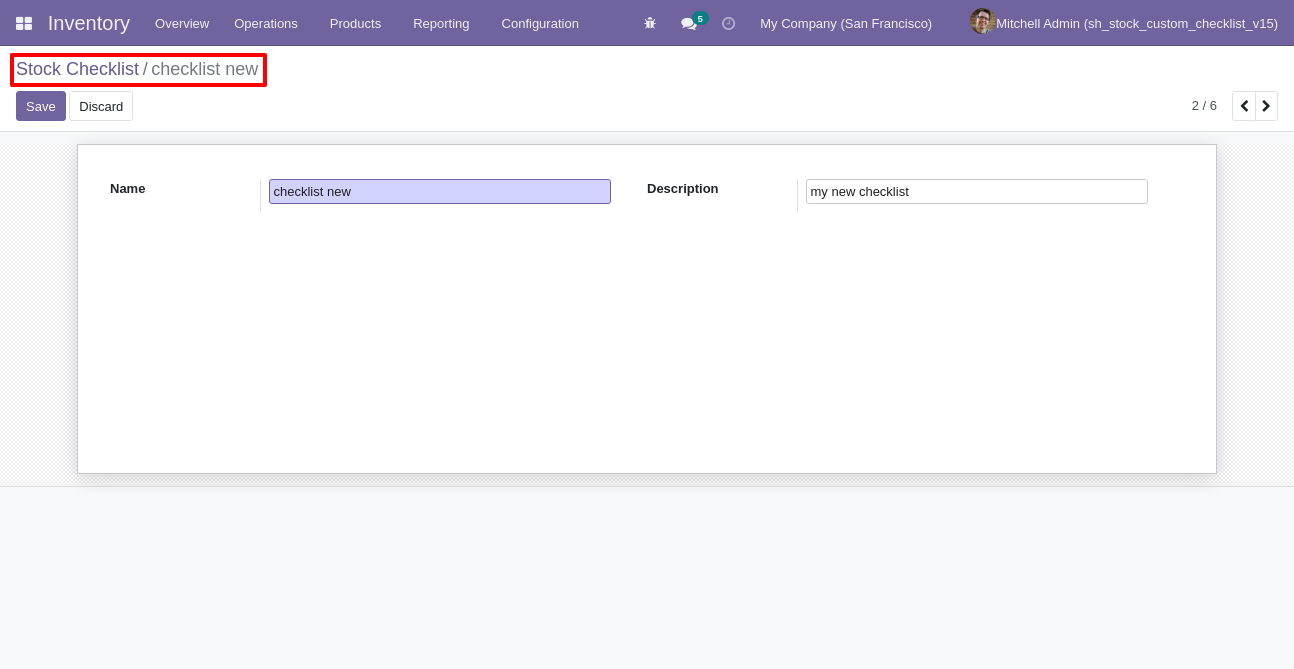 Inventory Overview Operations Products Reporting Configuration 5 My Company (San Francisco) Mitchell Admin (sh_stock_custom_checklist_v15)
Stock Checklist / checklist new
Save Discard 2 / 6
Name checklist new Description my new checklist